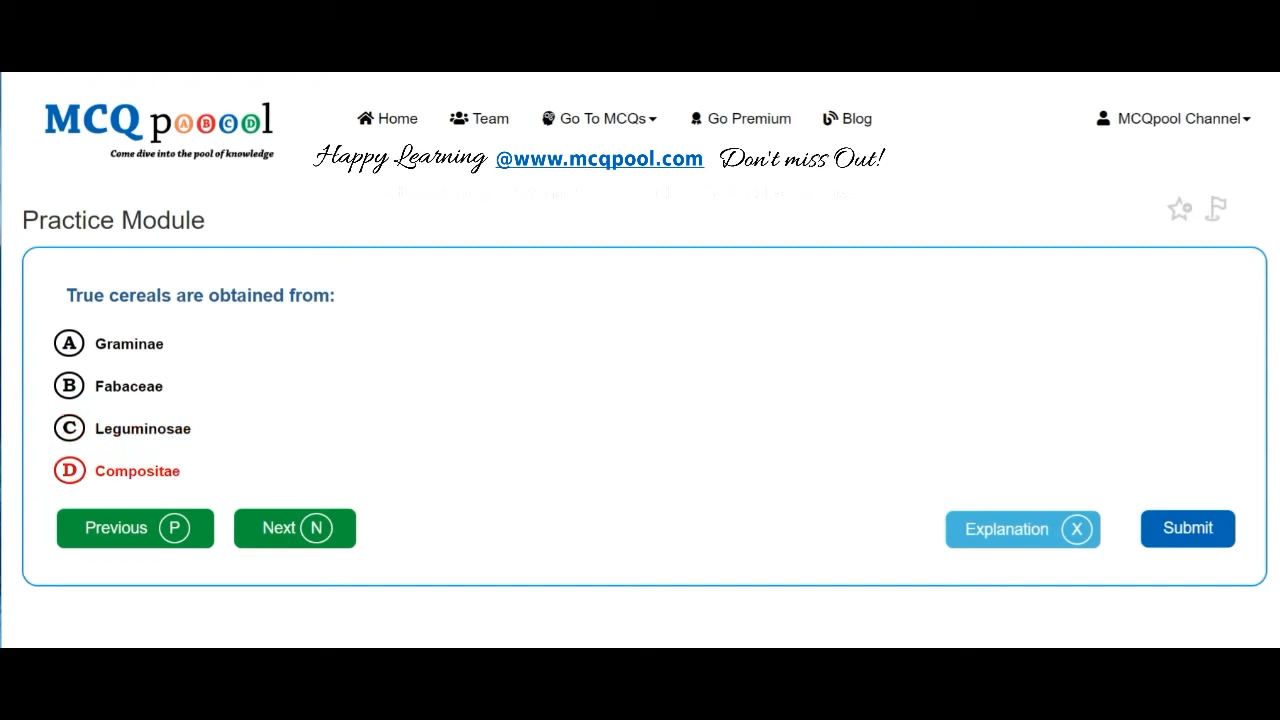 MCQ pABCDl
Come dive into the pool of knowledge
Home Team Go To MCQs Go Premium Blog MCQpool Channel
Happy Learning @www.mcqpool.com Don't miss Out!
Practice Module
True cereals are obtained from:
A Graminae
B Fabaceae
C Leguminosae
D Compositae
Previous P Next N Explanation X Submit